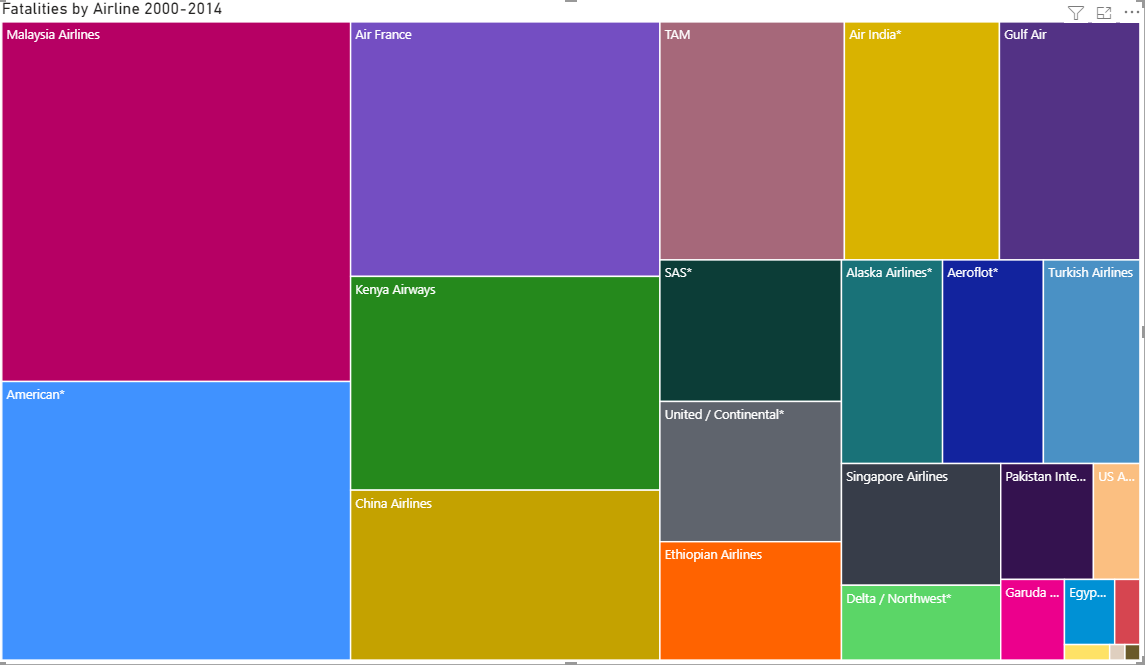 Fatalities by Airline 2000-2014
Malaysia Airlines
Air France
TAM
Air India*
Gulf Air
SAS*
Alaska Airlines*
Aeroflot*
Turkish Airlines
Kenya Airways
American*
United / Continental*
Singapore Airlines
Pakistan Inte...
US A...
China Airlines
Ethiopian Airlines
Delta / Northwest*
Garuda ...
Egyp...